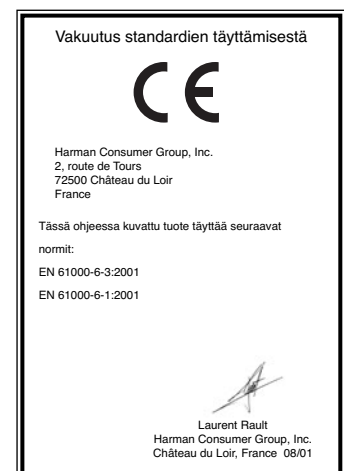 Vakuutus standardien täyttämisestä
CE
Harman Consumer Group, Inc.
2, route de Tours
72500 Château du Loir
France
Tässä ohjeessa kuvattu tuote täyttää seuraavat
normit:
EN 61000-6-3:2001
EN 61000-6-1:2001
Laurent Rault
Harman Consumer Group, Inc.
Château du Loir, France 08/01